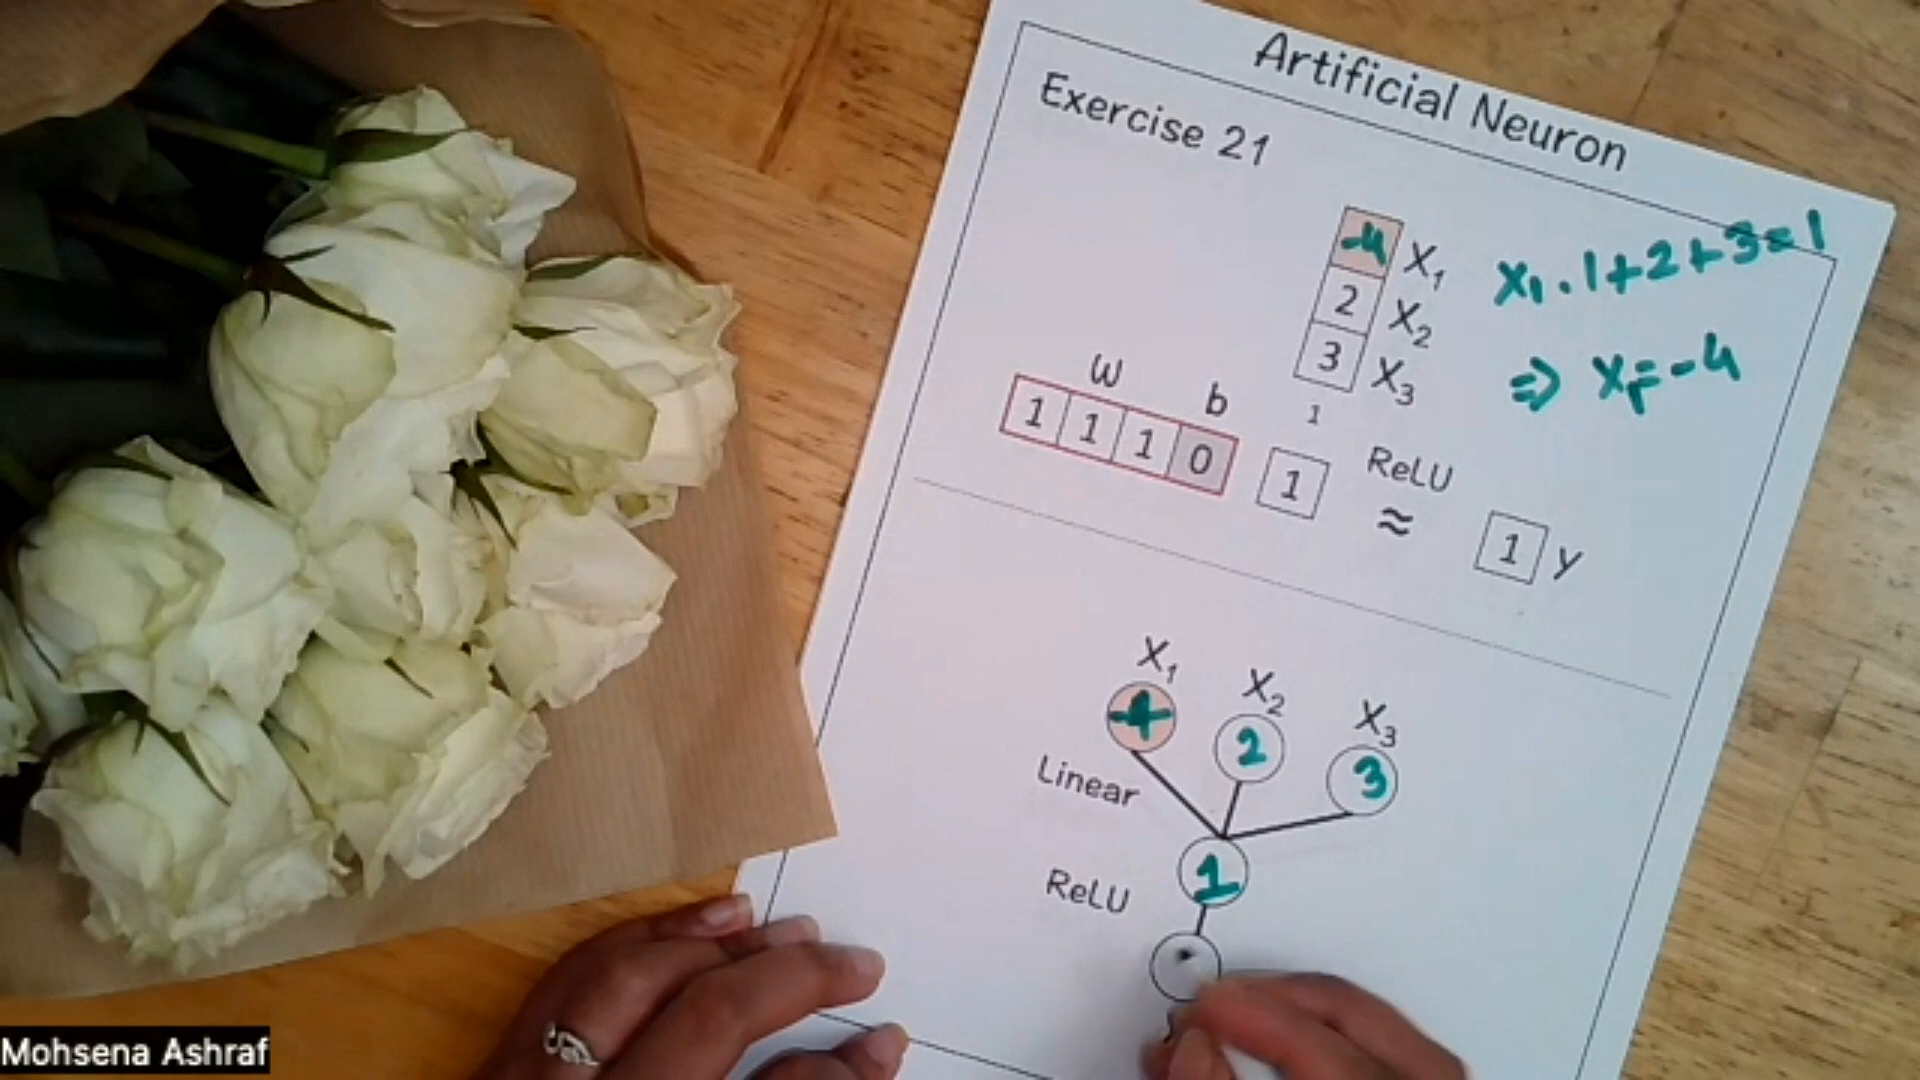 Artificial Neuron
Exercise 21
-4 X1 X1 . 1 + 2 + 3 = 1
2 X2
3 X3 => X1 = -4
W b 1
1 1 1 0 1 ReLU ≈ 1 y
X1 X2 X3
-4 2 3
Linear
1
ReLU
Mohsena Ashraf